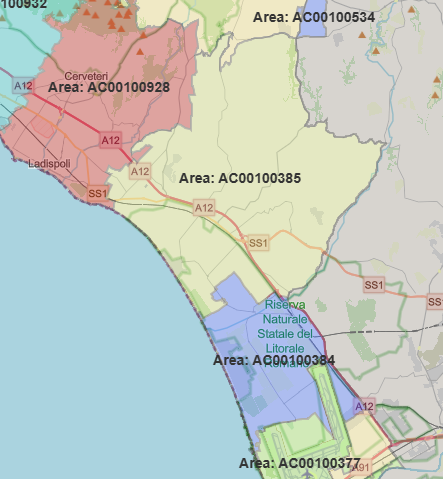 100932
Area: AC00100534
A12
Cerveteri
Area: AC00100928
A12
Ladispoli
A12
Area: AC00100385
SS1
A12
SS1
SS1
SS
Riserva
Naturale
Statale del
Litorale
Romano
Area: AC00100384
A12
Area: AC00100377
A91